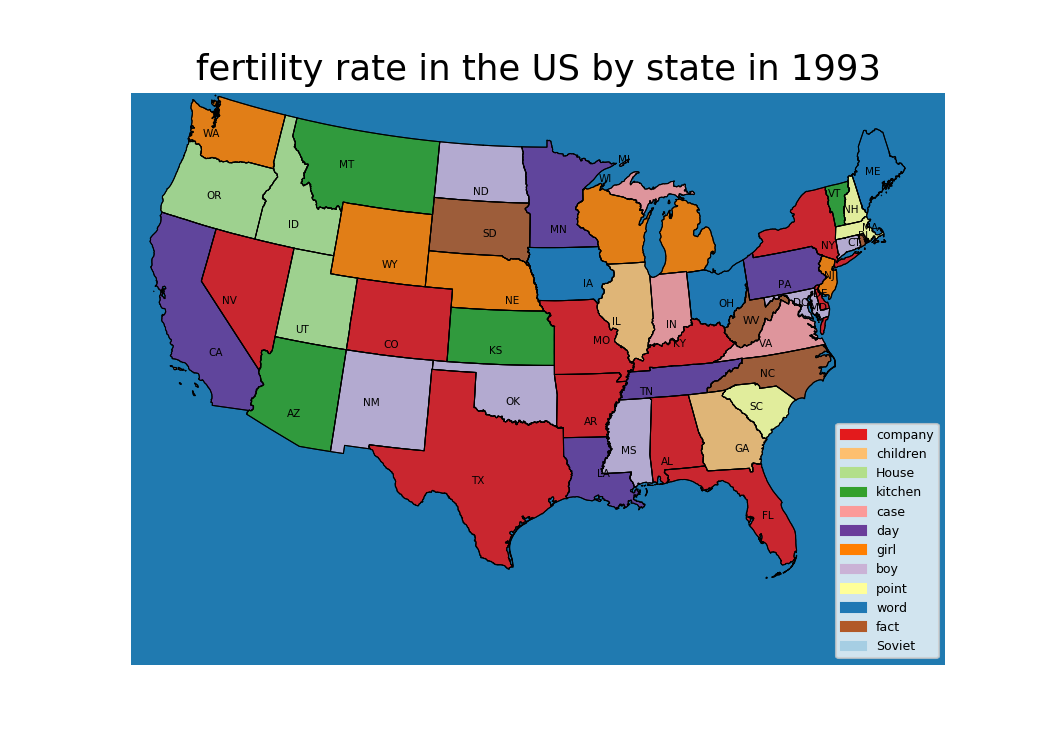 fertility rate in the US by state in 1993
WA
MT
ND
MI
ME
OR
ID
SD
MN
WI
VT
NH
MA
WY
NE
IA
NY
CT
RI
NV
UT
CO
KS
MO
IL
IN
OH
PA
NJ
DE
DC
MD
CA
AZ
NM
OK
AR
TN
KY
WV
VA
NC
SC
TX
LA
MS
AL
GA
FL
company
children
House
kitchen
case
day
girl
boy
point
word
fact
Soviet